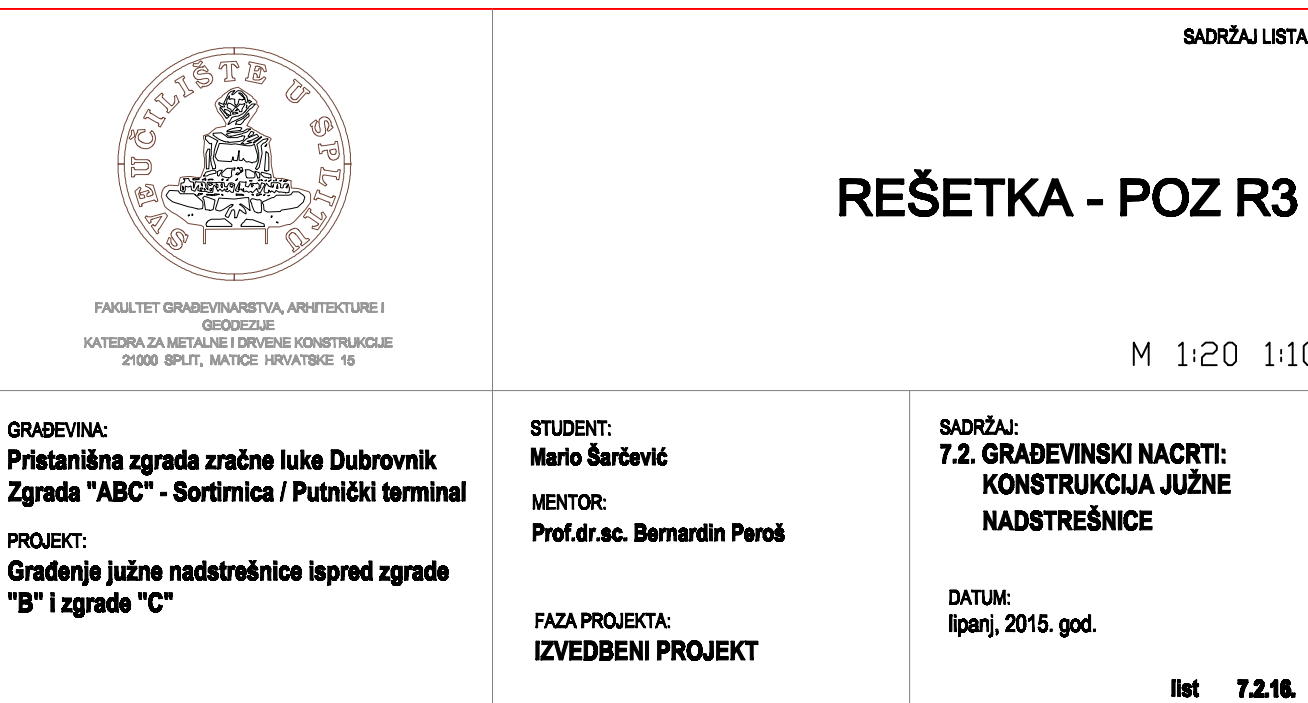 SVEUČILIŠTE U SPLITU
FAKULTET GRAĐEVINARSTVA, ARHITEKTURE I
GEODEZIJE
KATEDRA ZA METALNE I DRVENE KONSTRUKCIJE
21000 SPLIT, MATICE HRVATSKE 15
SADRŽAJ LISTA
REŠETKA - POZ R3
M 1:20 1:10
GRAĐEVINA:
Pristanišna zgrada zračne luke Dubrovnik
Zgrada "ABC" - Sortirnica / Putnički terminal
PROJEKT:
Građenje južne nadstrešnice ispred zgrade
"B" i zgrade "C"
STUDENT:
Mario Šarčević
MENTOR:
Prof.dr.sc. Bernardin Peroš
FAZA PROJEKTA:
IZVEDBENI PROJEKT
SADRŽAJ:
7.2. GRAĐEVINSKI NACRTI:
KONSTRUKCIJA JUŽNE
NADSTREŠNICE
DATUM:
lipanj, 2015. god.
list 7.2.16.